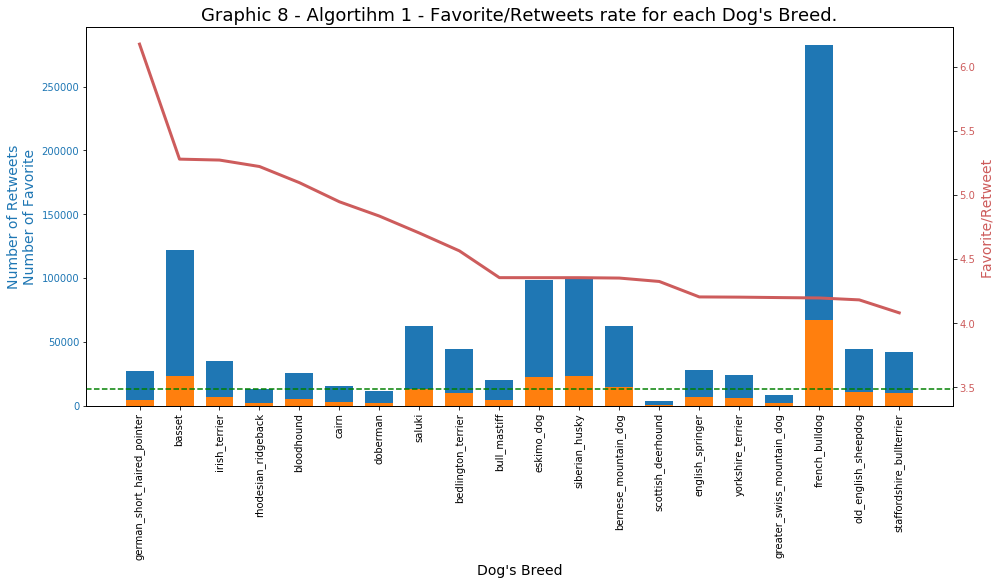 Graphic 8 - Algortihm 1 - Favorite/Retweets rate for each Dog's Breed.
Number of Retweets
Number of Favorite
250000
200000
150000
100000
50000
0
6.0
5.5
5.0
4.5
4.0
3.5
Favorite/Retweet
german_short_haired_pointer
basset
irish_terrier
rhodesian_ridgeback
bloodhound
cairn
doberman
saluki
bedlington_terrier
bull_mastiff
eskimo_dog
siberian_husky
bernese_mountain_dog
scottish_deerhound
english_springer
yorkshire_terrier
greater_swiss_mountain_dog
french_bulldog
old_english_sheepdog
staffordshire_bullterrier
Dog's Breed